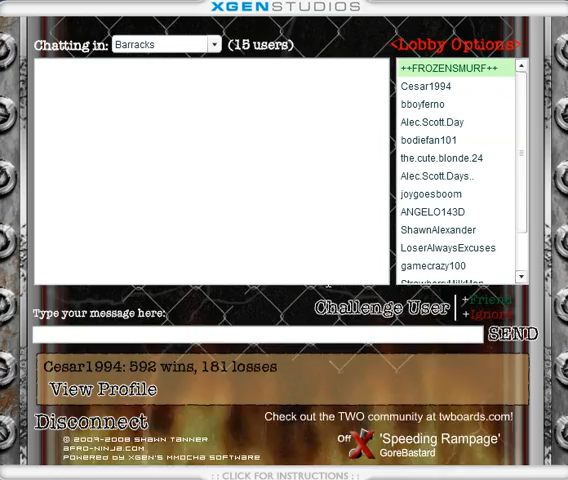 XGENSTUDIOS
Chatting in: Barracks (15 users) <Lobby Options>
++FROZENSMURF++
Cesar1994
bboyferno
Alec.Scott.Day
bodiefan101
the.cute.blonde.24
Alec.Scott.Days..
joygoesboom
ANGELO143D
ShawnAlexander
LoserAlwaysExcuses
gamecrazy100
StrawberryMilkMan
Challenge User
+Friend
+Ignore
Type your message here:
SEND
Cesar1994: 592 wins, 181 losses
View Profile
Disconnect
Check out the TWO community at twboards.com!
© 2007-2008 SHAWN TANNER
AFRO-NINJA.COM
POWERED BY XGEN'S MMOCHA SOFTWARE
Off X 'Speeding Rampage'
GoreBastard
: : CLICK FOR INSTRUCTIONS : :